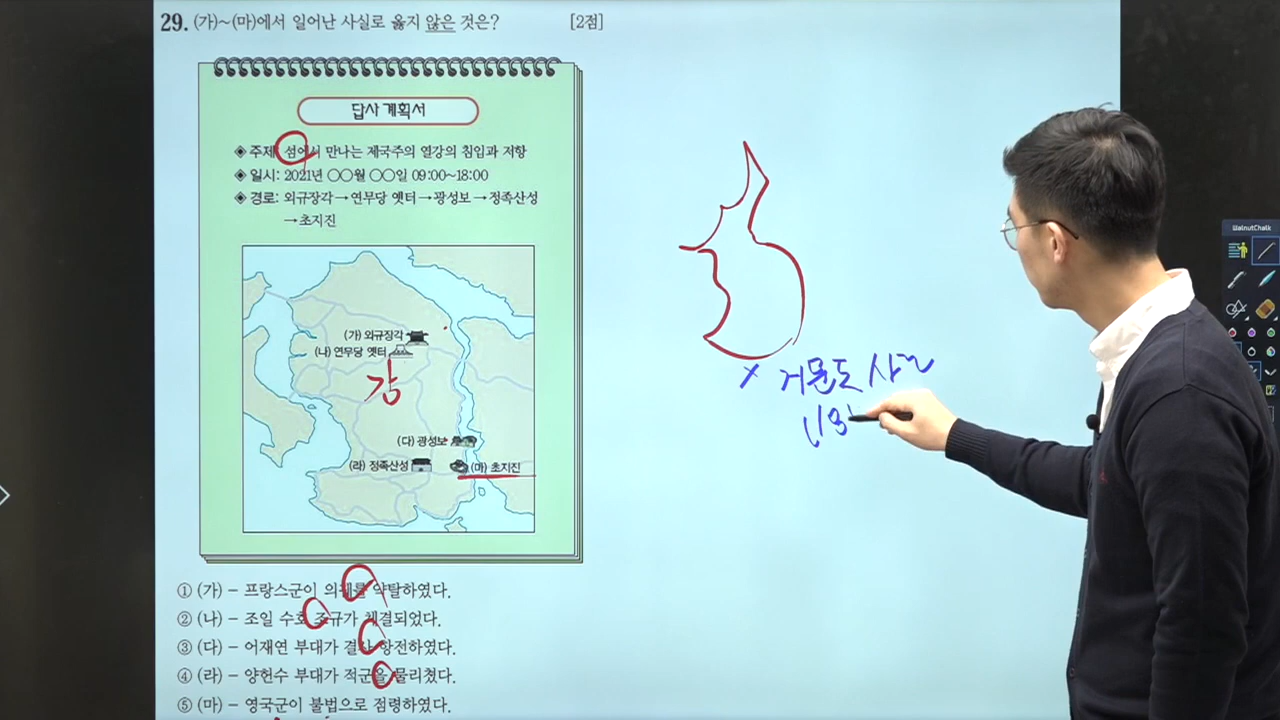 29. (가)~(마)에서 일어난 사실로 옳지 않은 것은? [2점]
답사 계획서
◈ 주제: 섬에서 만나는 제국주의 열강의 침입과 저항
◈ 일시: 2021년 ○○월 ○○일 09:00~18:00
◈ 경로: 외규장각→연무당 옛터→광성보→정족산성
→초지진
(가) 외규장각
(나) 연무당 옛터
강
(다) 광성보
(라) 정족산성
(마) 초지진
① (가) - 프랑스군이 의궤를 약탈하였다.
② (나) - 조일 수호 조규가 체결되었다.
③ (다) - 어재연 부대가 결사 항전하였다.
④ (라) - 양헌수 부대가 적군을 물리쳤다.
⑤ (마) - 영국군이 불법으로 점령하였다.
x 거문도 사건
WalnutChalk